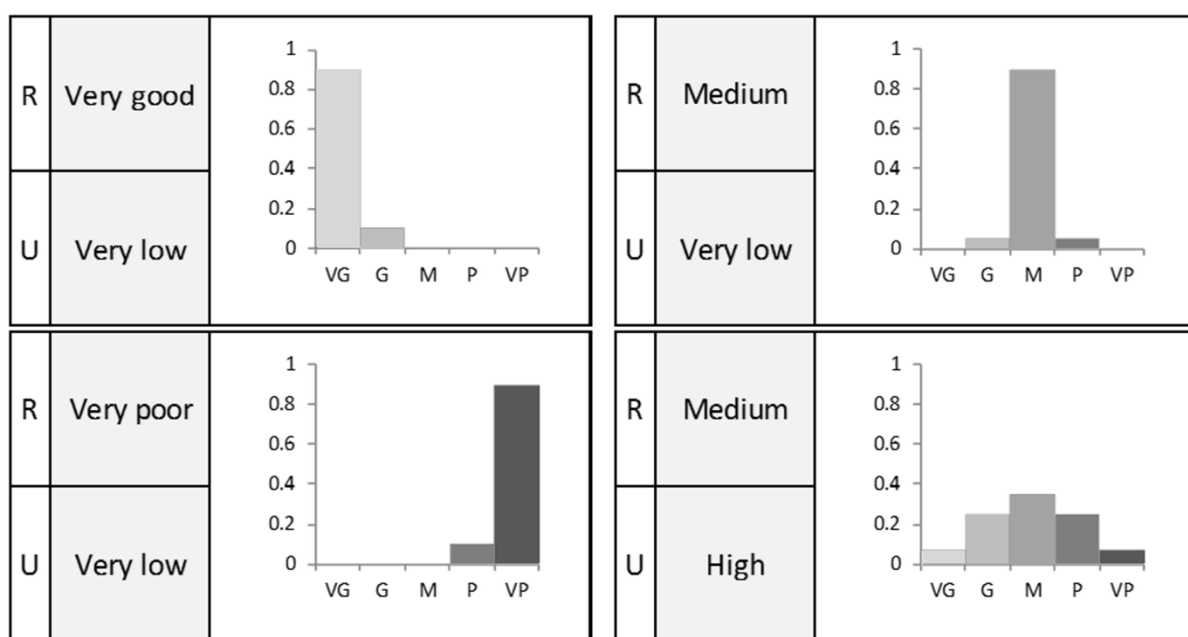 R Very good
U Very low
1
0.8
0.6
0.4
0.2
0
VG G M P VP
R Medium
U Very low
1
0.8
0.6
0.4
0.2
0
VG G M P VP
R Very poor
U Very low
1
0.8
0.6
0.4
0.2
0
VG G M P VP
R Medium
U High
1
0.8
0.6
0.4
0.2
0
VG G M P VP